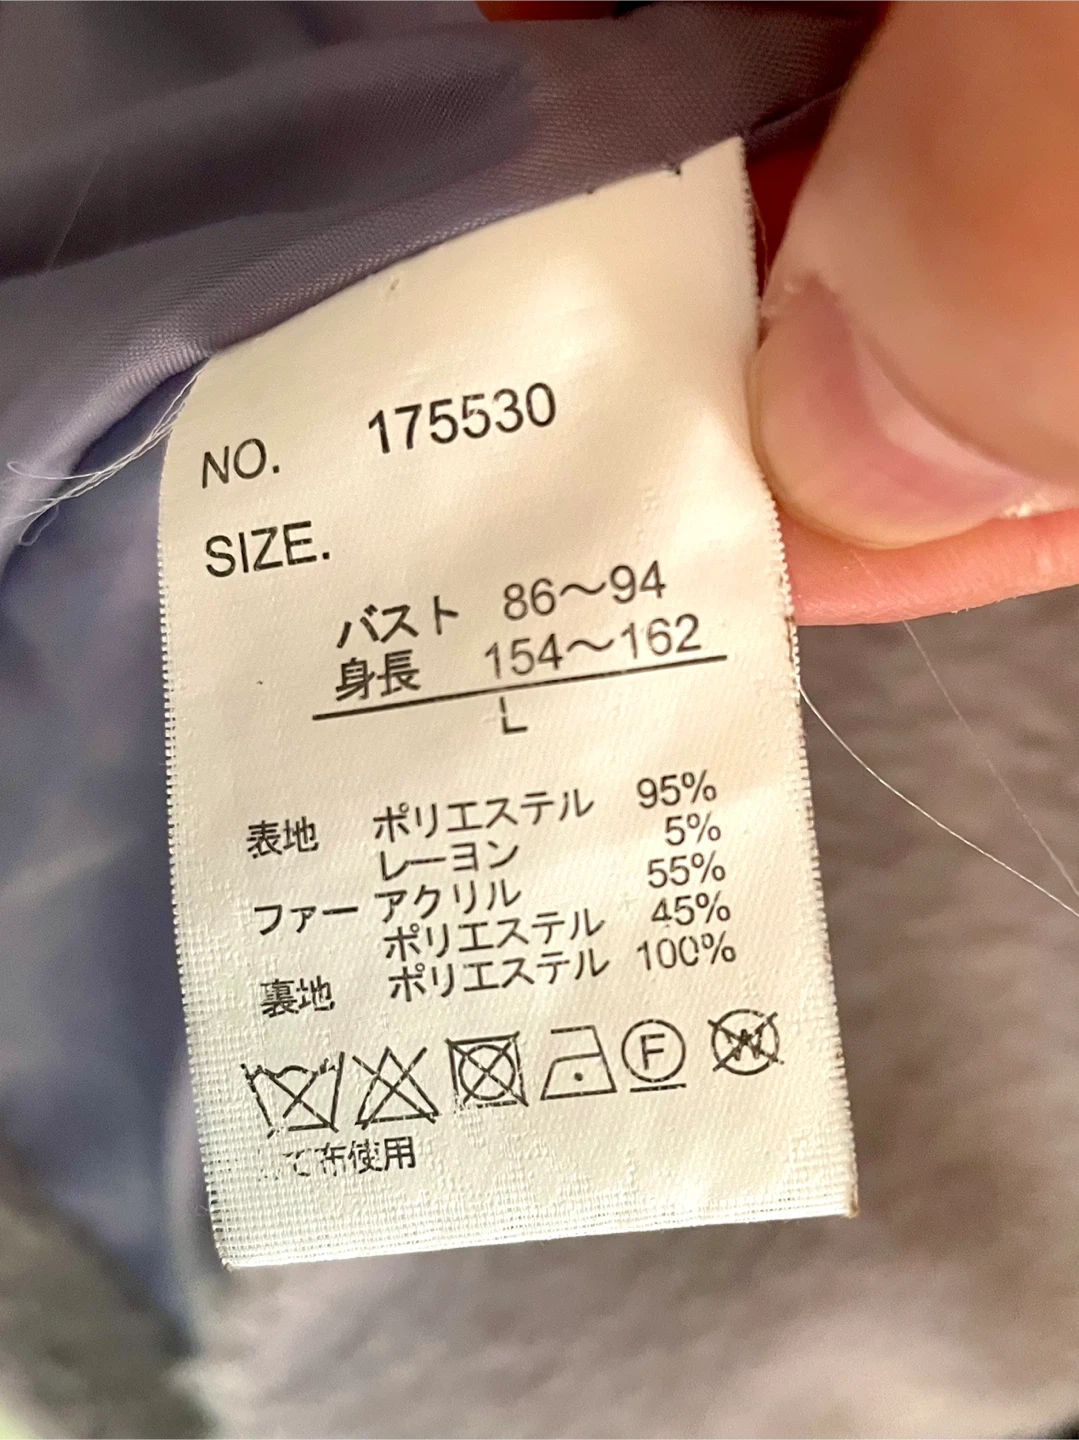 NO. 175530
SIZE.
バスト 86～94
身長 154～162
L
表地 ポリエステル 95%
レーヨン 5%
ファー アクリル 55%
ポリエステル 45%
裏地 ポリエステル 100%
F W
て布使用